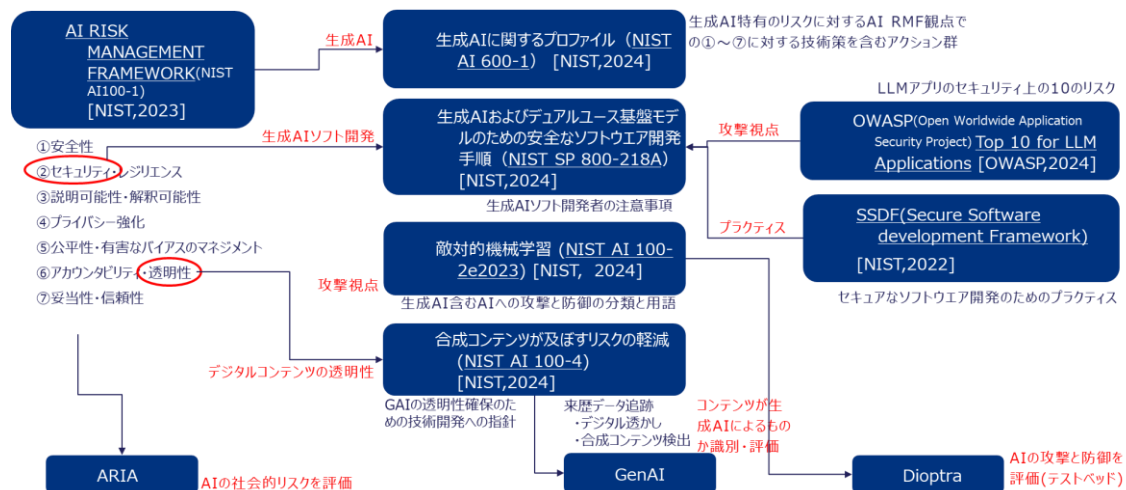 AI RISK
MANAGEMENT
FRAMEWORK(NIST
AI100-1)
[NIST,2023]
生成AI
生成AIに関するプロファイル（NIST
AI 600-1） [NIST,2024]
生成AI特有のリスクに対するAI RMF観点で
の①～⑦に対する技術策を含むアクション群
LLMアプリのセキュリティ上の10のリスク
生成AIソフト開発
生成AIおよびデュアルユース基盤モデ
ルのための安全なソフトウエア開発
手順（NIST SP 800-218A）
[NIST,2024]
生成AIソフト開発者の注意事項
攻撃視点
OWASP(Open Worldwide Application
Security Project) Top 10 for LLM
Applications [OWASP,2024]
①安全性
②セキュリティ・レジリエンス
③説明可能性・解釈可能性
④プライバシー強化
⑤公平性・有害なバイアスのマネジメント
⑥アカウンタビリティ・透明性
⑦妥当性・信頼性
プラクティス
SSDF(Secure Software
development Framework)
[NIST,2022]
セキュアなソフトウエア開発のためのプラクティス
攻撃視点
敵対的機械学習 (NIST AI 100-
2e2023) [NIST, 2024]
生成AI含むAIへの攻撃と防御の分類と用語
デジタルコンテンツの透明性
合成コンテンツが及ぼすリスクの軽減
(NIST AI 100-4)
[NIST,2024]
GAIの透明性確保のた
めの技術開発への指針
来歴データ追跡
・デジタル透かし
・合成コンテンツ検出
コンテンツが生
成AIによるもの
か識別・評価
ARIA
AIの社会的リスクを評価
GenAI
Dioptra
AIの攻撃と防御を
評価(テストベッド)